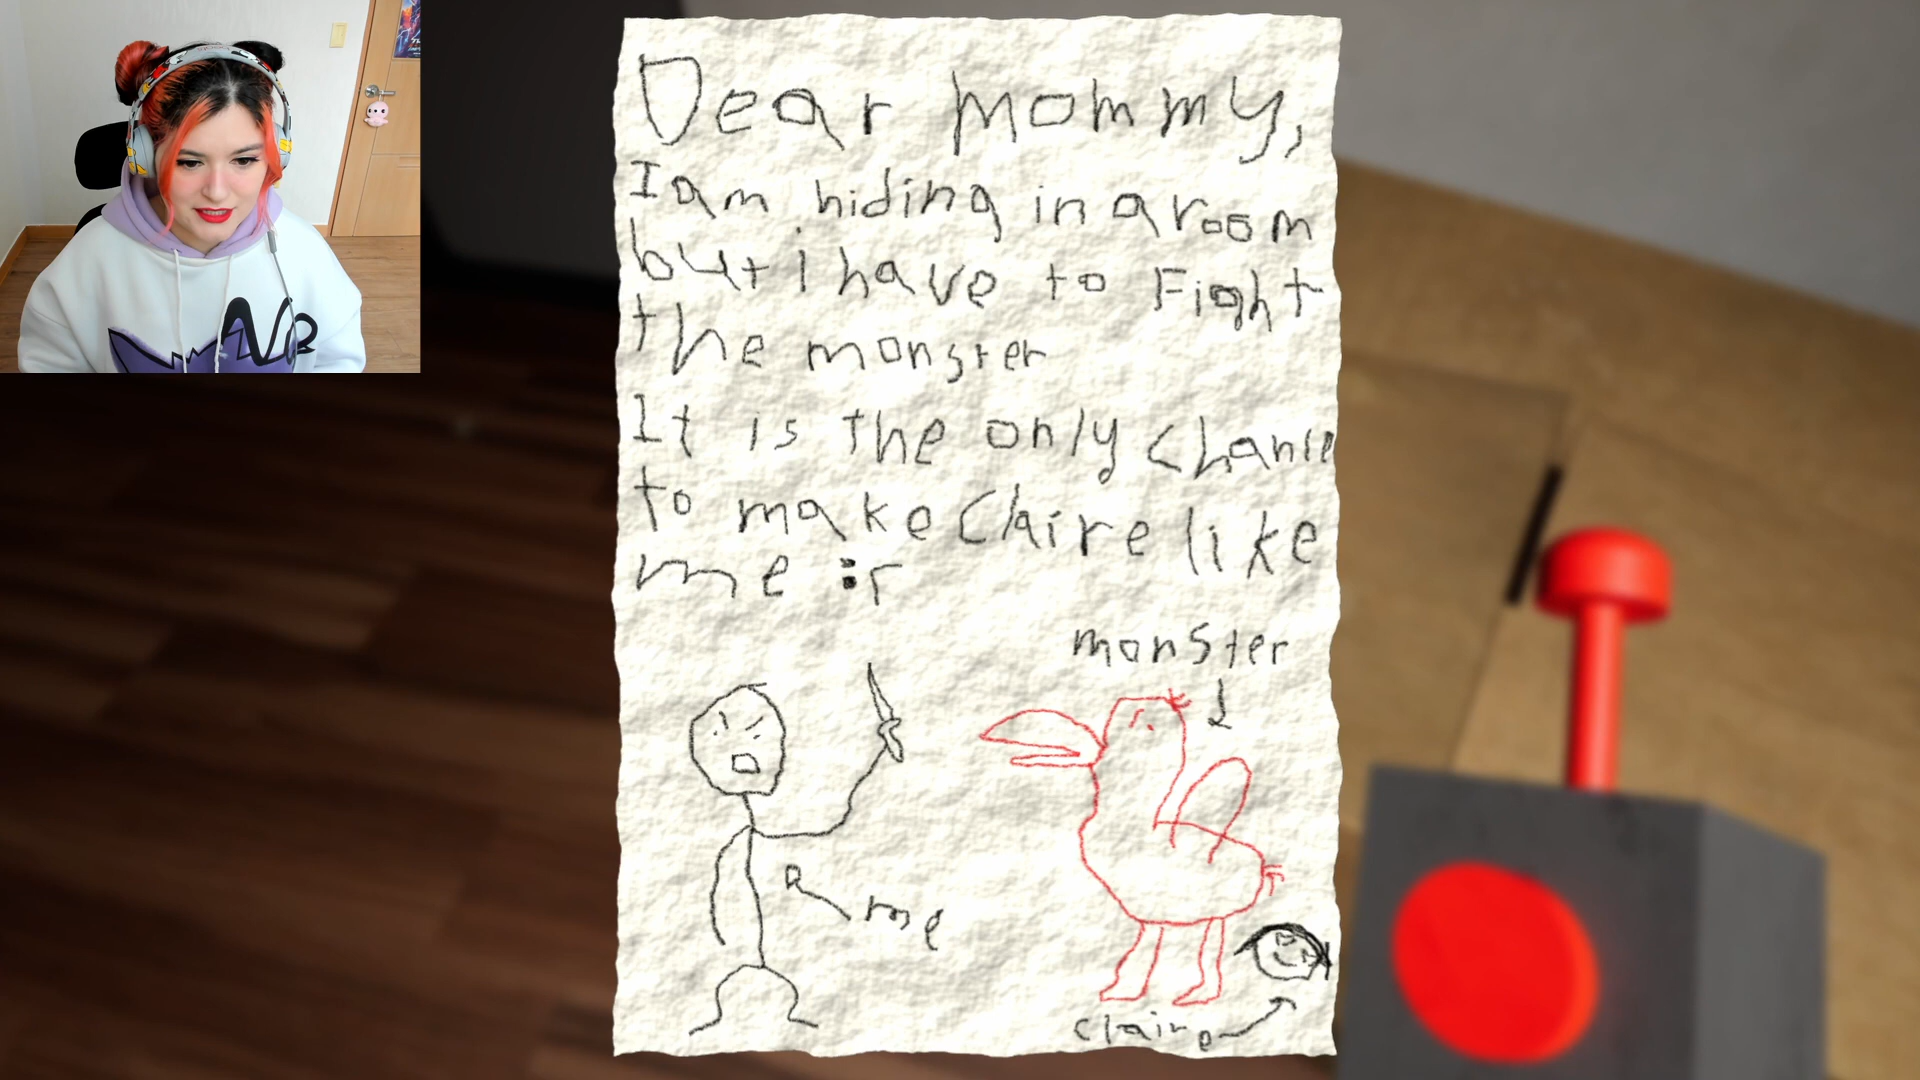 Dear Mommy,
I am hiding in a room
but i have to Fight
the monster
It is the only chance
to make Claire like
me :r
monster
me
claire